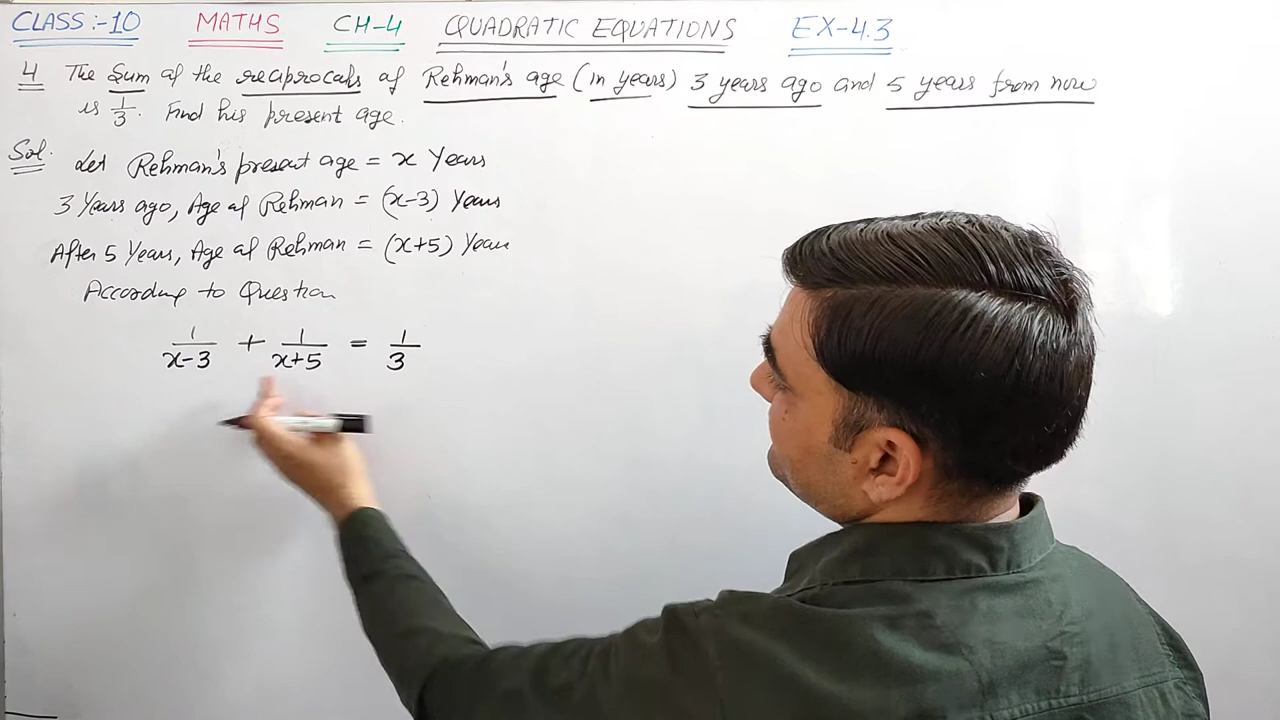 CLASS:-10 MATHS CH-4 QUADRATIC EQUATIONS EX-4.3
4 The Sum of the reciprocals of Rehman's age (in years) 3 years ago and 5 years from now
is 1/3. Find his present age.
Sol. Let Rehman's present age = x Years
3 Years ago, Age of Rehman = (x-3) Years
After 5 Years, Age of Rehman = (x+5) Years
According to Question
1/(x-3) + 1/(x+5) = 1/3